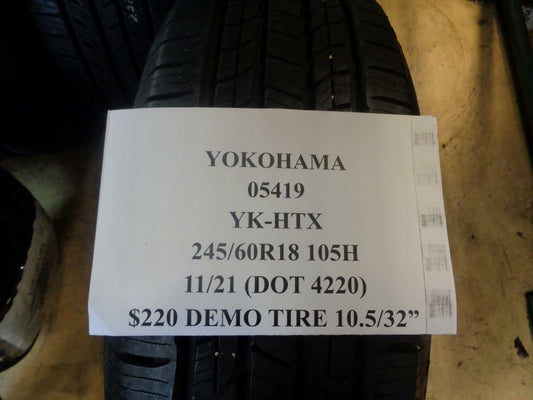 YOKOHAMA
05419
YK-HTX
245/60R18 105H
11/21 (DOT 4220)
$220 DEMO TIRE 10.5/32”